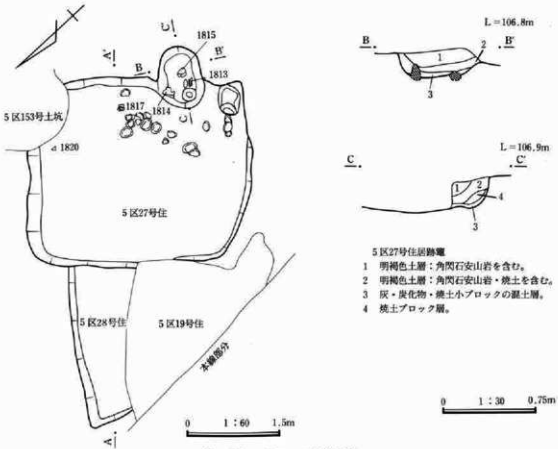 1815
C'
A'
B
B'
1813
1817
1814
C
5区153号土坑
1820
5区27号住
5区28号住
5区19号住
本線部分
A
0 1:60 1.5m
L=106.8m
B B'
1
2
3
L=106.9m
C C'
1 2
4
3
5区27号住居跡竈
1 明褐色土層:角閃石安山岩を含む。
2 明褐色土層:角閃石安山岩・焼土を含む。
3 灰・炭化物・焼土小ブロックの混土層。
4 焼土ブロック層。
0 1:30 0.75m